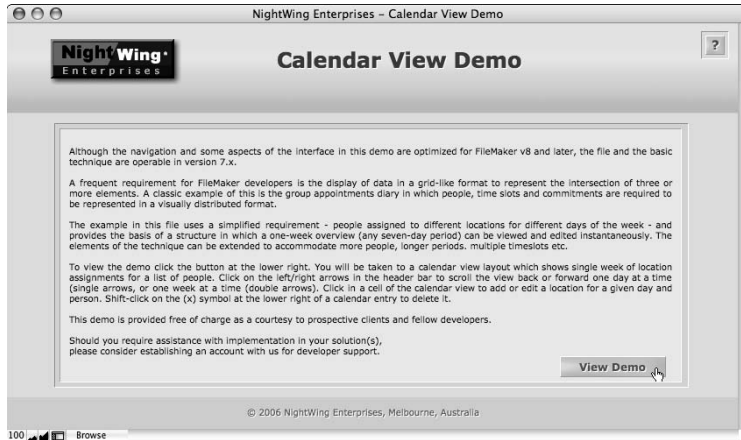 NightWing Enterprises – Calendar View Demo
NightWing·
Enterprises
Calendar View Demo
?
Although the navigation and some aspects of the interface in this demo are optimized for FileMaker v8 and later, the file and the basic
technique are operable in version 7.x.
A frequent requirement for FileMaker developers is the display of data in a grid-like format to represent the intersection of three or
more elements. A classic example of this is the group appointments diary in which people, time slots and commitments are required to
be represented in a visually distributed format.
The example in this file uses a simplified requirement - people assigned to different locations for different days of the week - and
provides the basis of a structure in which a one-week overview (any seven-day period) can be viewed and edited instantaneously. The
elements of the technique can be extended to accommodate more people, longer periods. multiple timeslots etc.
To view the demo click the button at the lower right. You will be taken to a calendar view layout which shows single week of location
assignments for a list of people. Click on the left/right arrows in the header bar to scroll the view back or forward one day at a time
(single arrows, or one week at a time (double arrows). Click in a cell of the calendar view to add or edit a location for a given day and
person. Shift-click on the (x) symbol at the lower right of a calendar entry to delete it.
This demo is provided free of charge as a courtesy to prospective clients and fellow developers.
Should you require assistance with implementation in your solution(s),
please consider establishing an account with us for developer support.
View Demo
© 2006 NightWing Enterprises, Melbourne, Australia
100 Browse